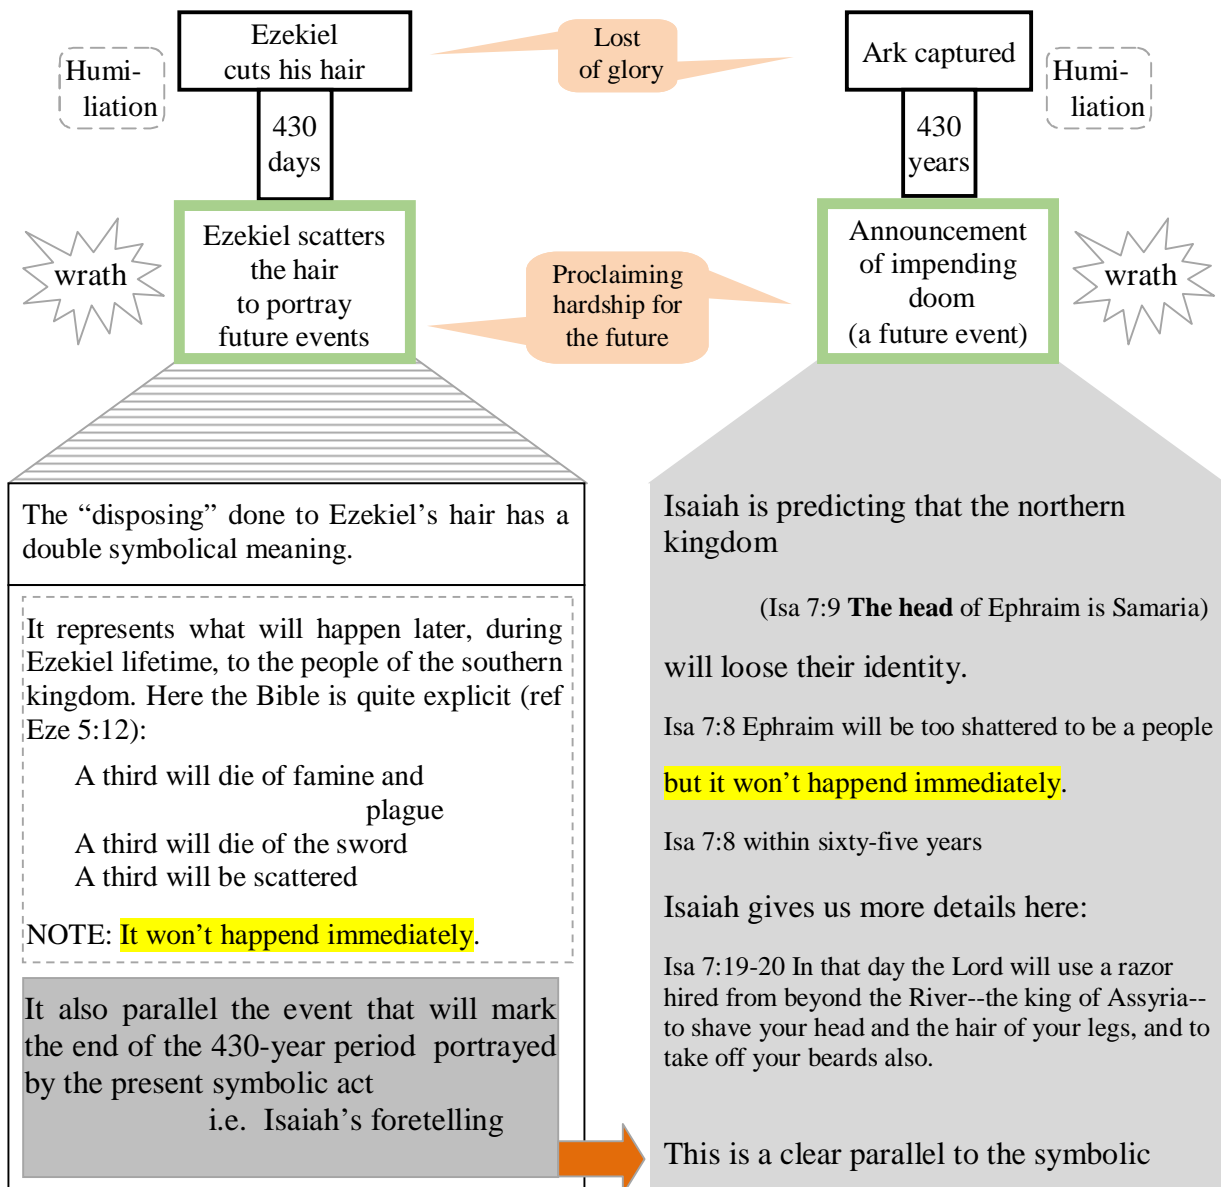 Ezekiel
cuts his hair
Lost
of glory
Ark captured
Humi-
liation
Humi-
liation
430
days
430
years
wrath
Ezekiel scatters
the hair
to portray
future events
Proclaiming
hardship for
the future
Announcement
of impending
doom
(a future event)
wrath
The “disposing” done to Ezekiel’s hair has a
double symbolical meaning.
It represents what will happen later, during
Ezekiel lifetime, to the people of the southern
kingdom. Here the Bible is quite explicit (ref
Eze 5:12):
A third will die of famine and
plague
A third will die of the sword
A third will be scattered
NOTE: It won’t happend immediately.
It also parallel the event that will mark
the end of the 430-year period portrayed
by the present symbolic act
i.e. Isaiah’s foretelling
Isaiah is predicting that the northern
kingdom
(Isa 7:9 The head of Ephraim is Samaria)
will loose their identity.
Isa 7:8 Ephraim will be too shattered to be a people
but it won’t happend immediately.
Isa 7:8 within sixty-five years
Isaiah gives us more details here:
Isa 7:19-20 In that day the Lord will use a razor
hired from beyond the River--the king of Assyria--
to shave your head and the hair of your legs, and to
take off your beards also.
This is a clear parallel to the symbolic